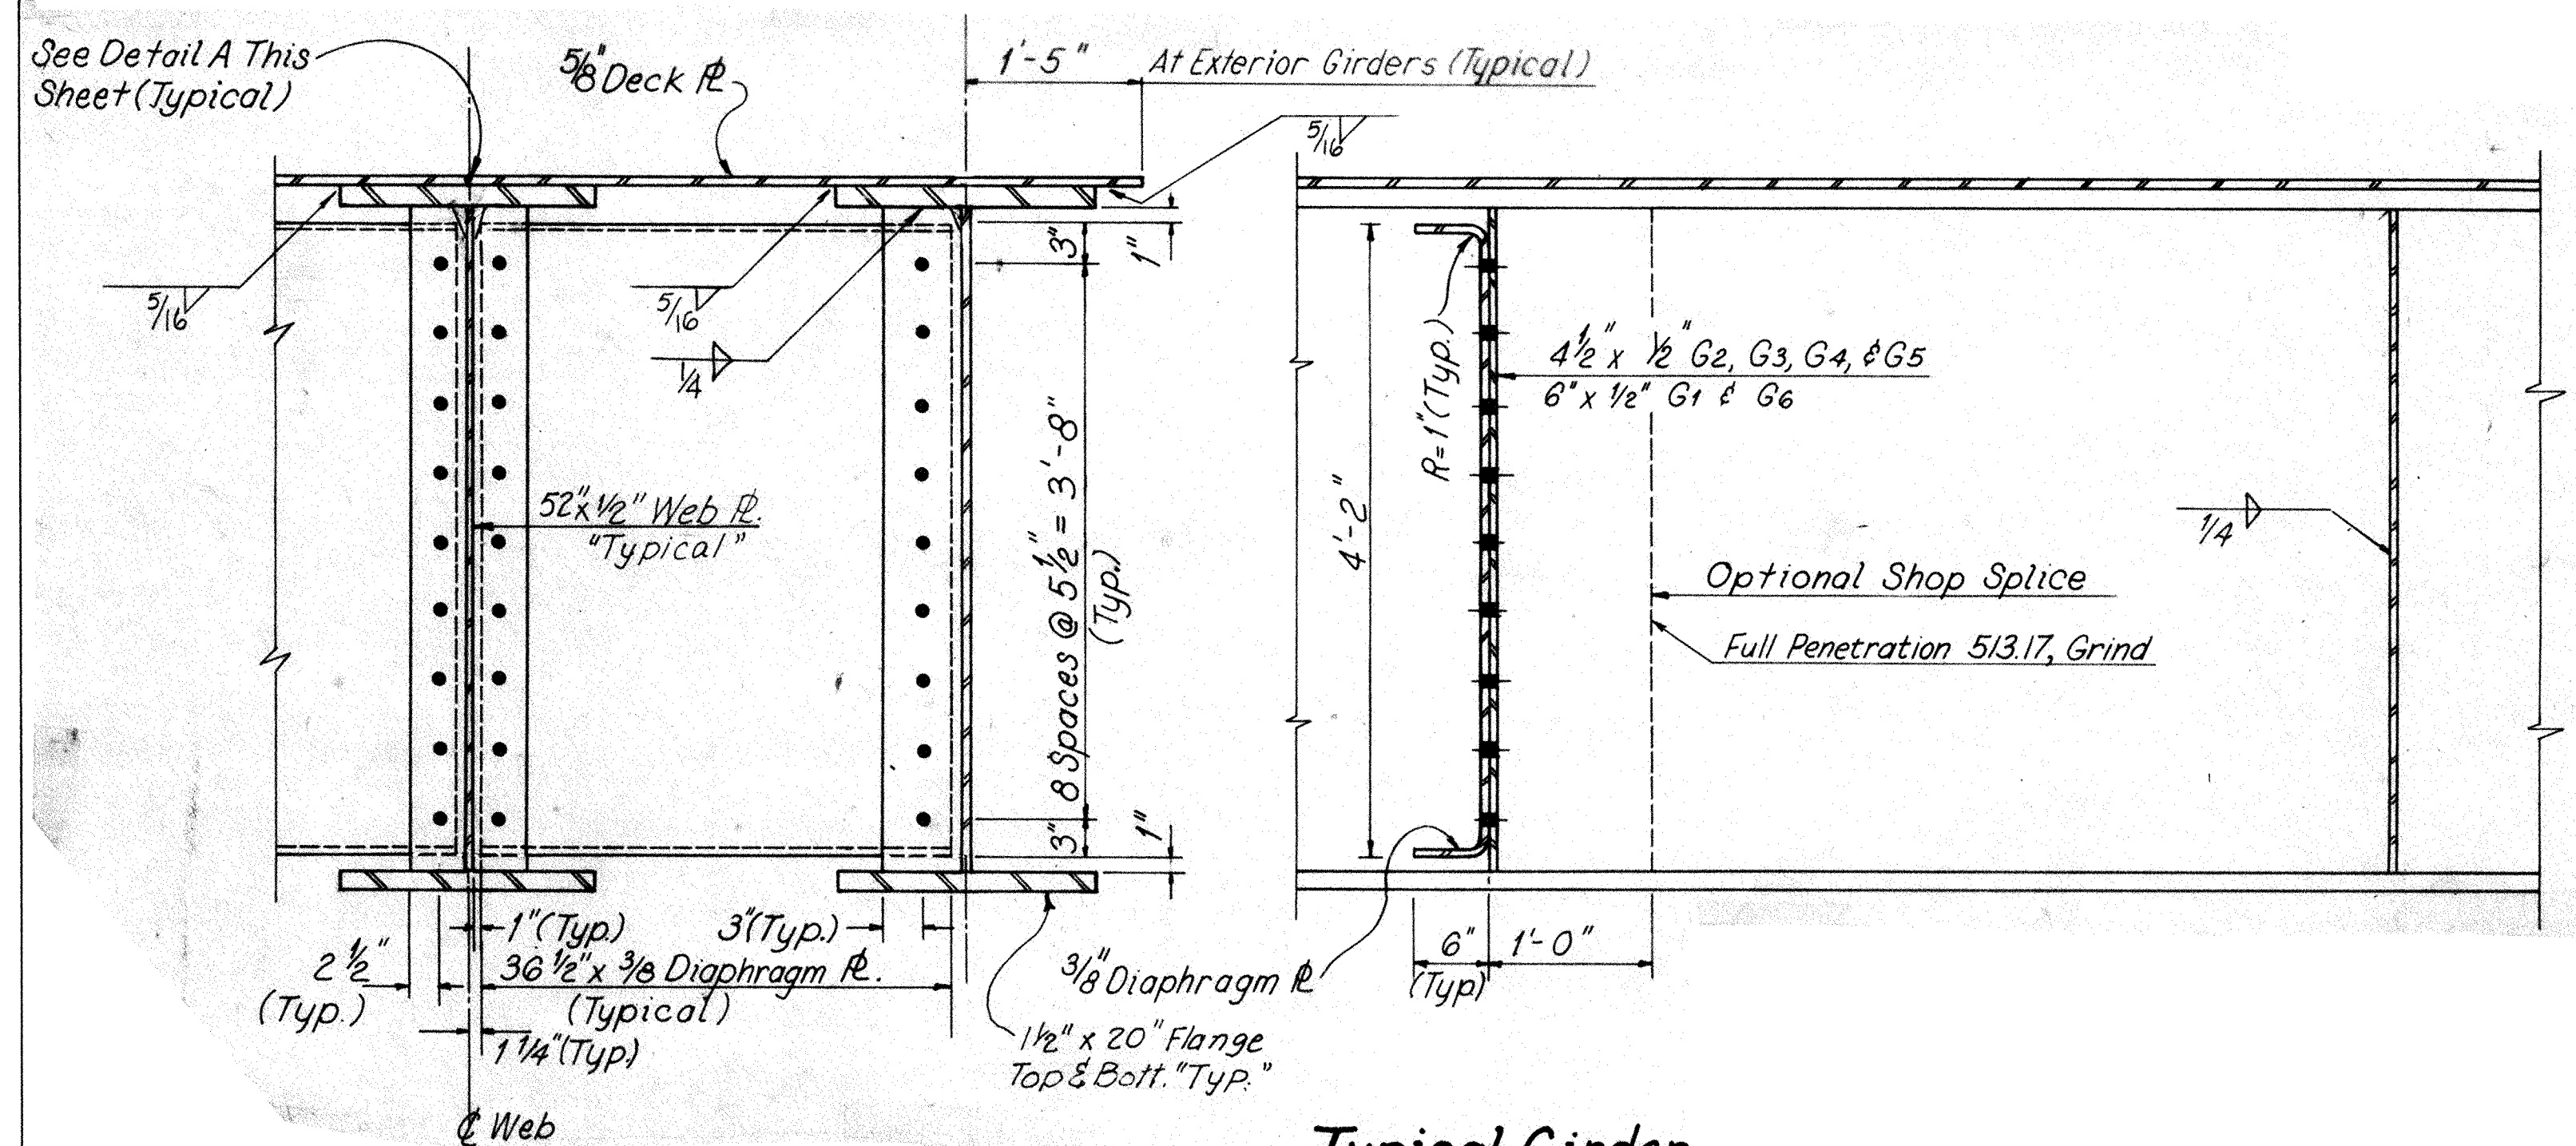 See Detail A This
Sheet (Typical)
5/8" Deck ⅊
1'-5" At Exterior Girders (Typical)
5/16
5/16
5/16
1/4
3"
1"
52" x 1/2" Web ⅊.
"Typical"
8 Spaces @ 5 1/2" = 3'-8"
(Typ.)
3"
1"
1" (Typ.)
3" (Typ.)
2 1/2"
(Typ.)
36 1/2" x 3/8 Diaphragm ⅊.
(Typical)
1 1/4" (Typ.)
℄ Web
3/8" Diaphragm ⅊
1 1/2" x 20" Flange
Top & Bott. "Typ."
R=1" (Typ.)
4'-2"
4 1/2" x 1/2" G2, G3, G4, & G5
6" x 1/2" G1 & G6
Optional Shop Splice
Full Penetration 513.17, Grind
1/4
6" 1'-0"
(Typ)
Typical Girder